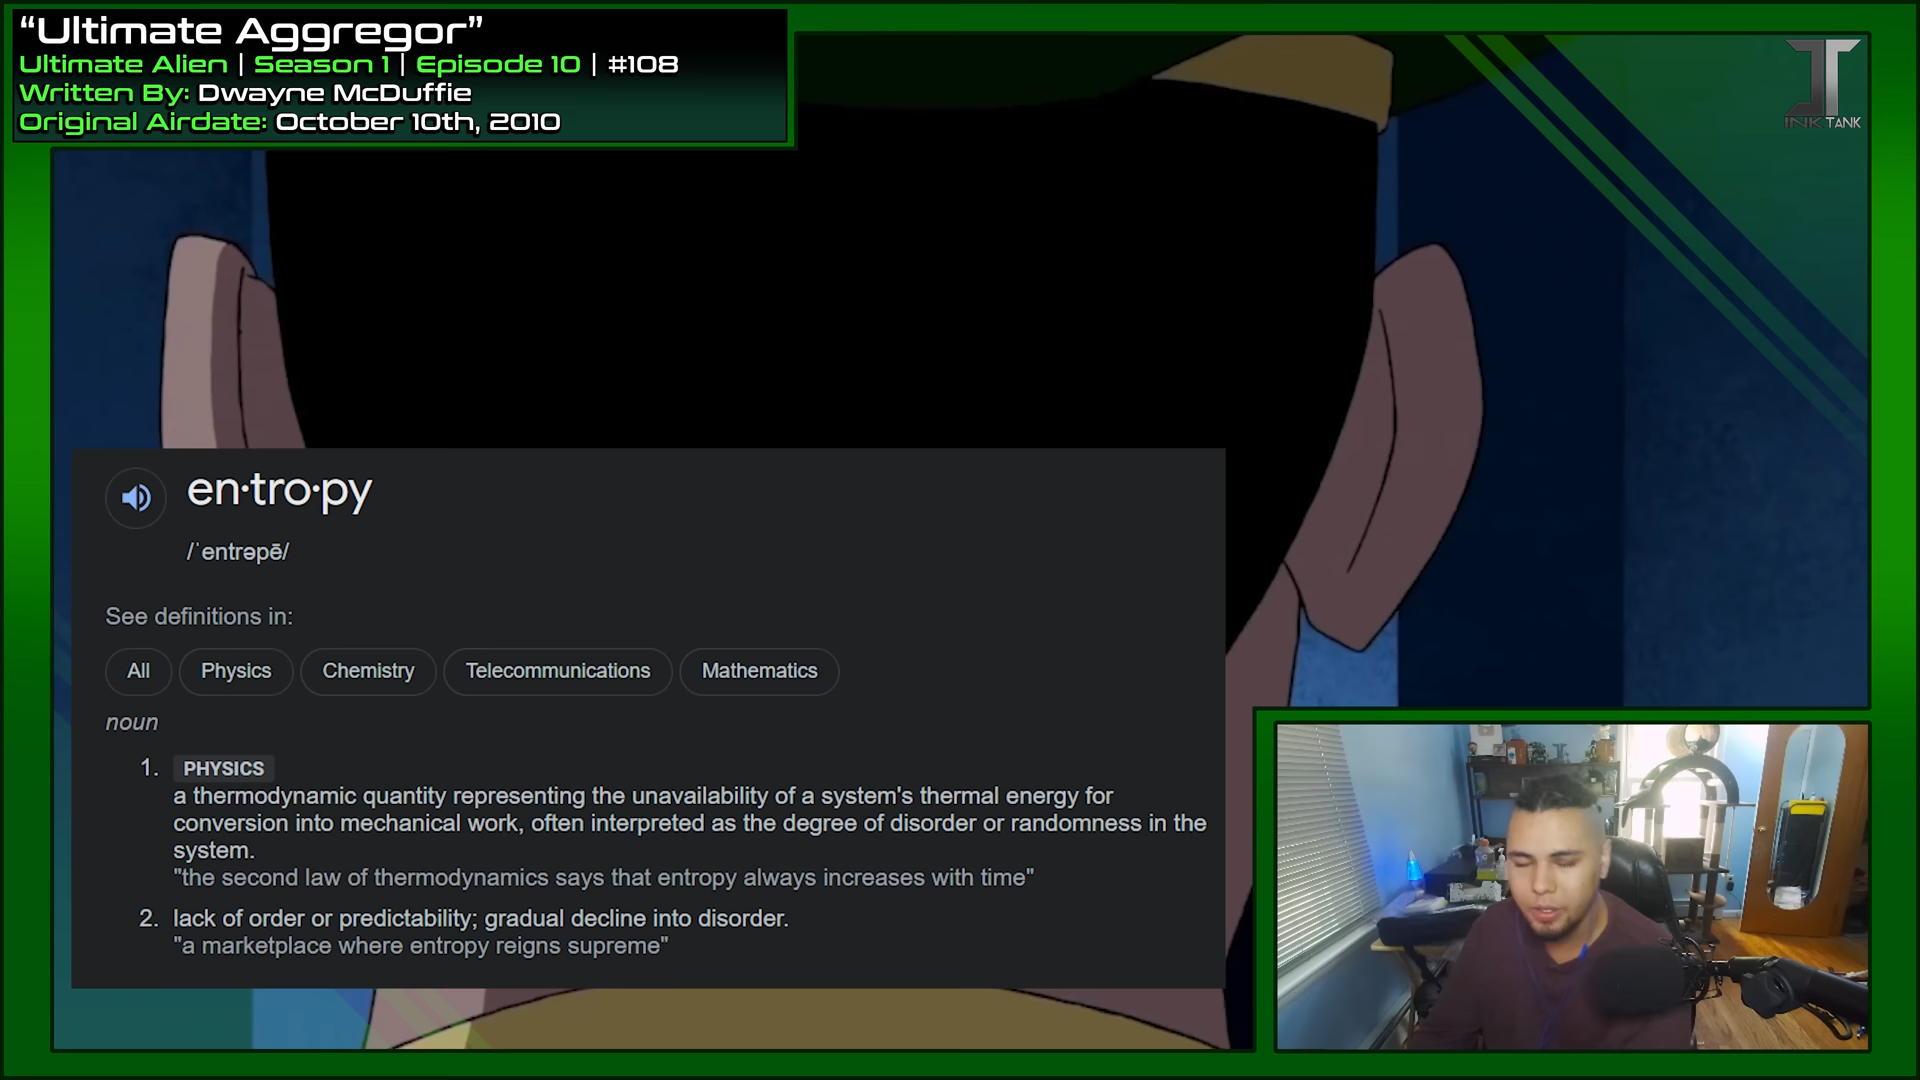 “Ultimate Aggregor”
Ultimate Alien | Season 1 | Episode 10 | #108
Written By: Dwayne McDuffie
Original Airdate: October 10th, 2010
INK TANK
en·tro·py
/ˈentrəpē/
See definitions in:
All Physics Chemistry Telecommunications Mathematics
noun
1. PHYSICS
a thermodynamic quantity representing the unavailability of a system's thermal energy for
conversion into mechanical work, often interpreted as the degree of disorder or randomness in the
system.
"the second law of thermodynamics says that entropy always increases with time"
2. lack of order or predictability; gradual decline into disorder.
"a marketplace where entropy reigns supreme"